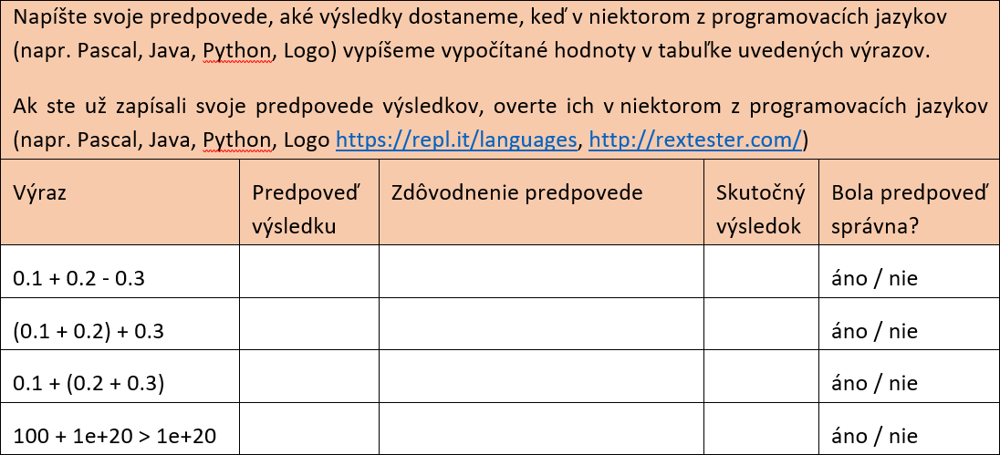 Napíšte svoje predpovede, aké výsledky dostaneme, keď v niektorom z programovacích jazykov
(napr. Pascal, Java, Python, Logo) vypíšeme vypočítané hodnoty v tabuľke uvedených výrazov.
Ak ste už zapísali svoje predpovede výsledkov, overte ich v niektorom z programovacích jazykov
(napr. Pascal, Java, Python, Logo https://repl.it/languages, http://rextester.com/)
Výraz Predpoveď Zdôvodnenie predpovede Skutočný Bola predpoveď
výsledku výsledok správna?
0.1 + 0.2 - 0.3 áno / nie
(0.1 + 0.2) + 0.3 áno / nie
0.1 + (0.2 + 0.3) áno / nie
100 + 1e+20 > 1e+20 áno / nie